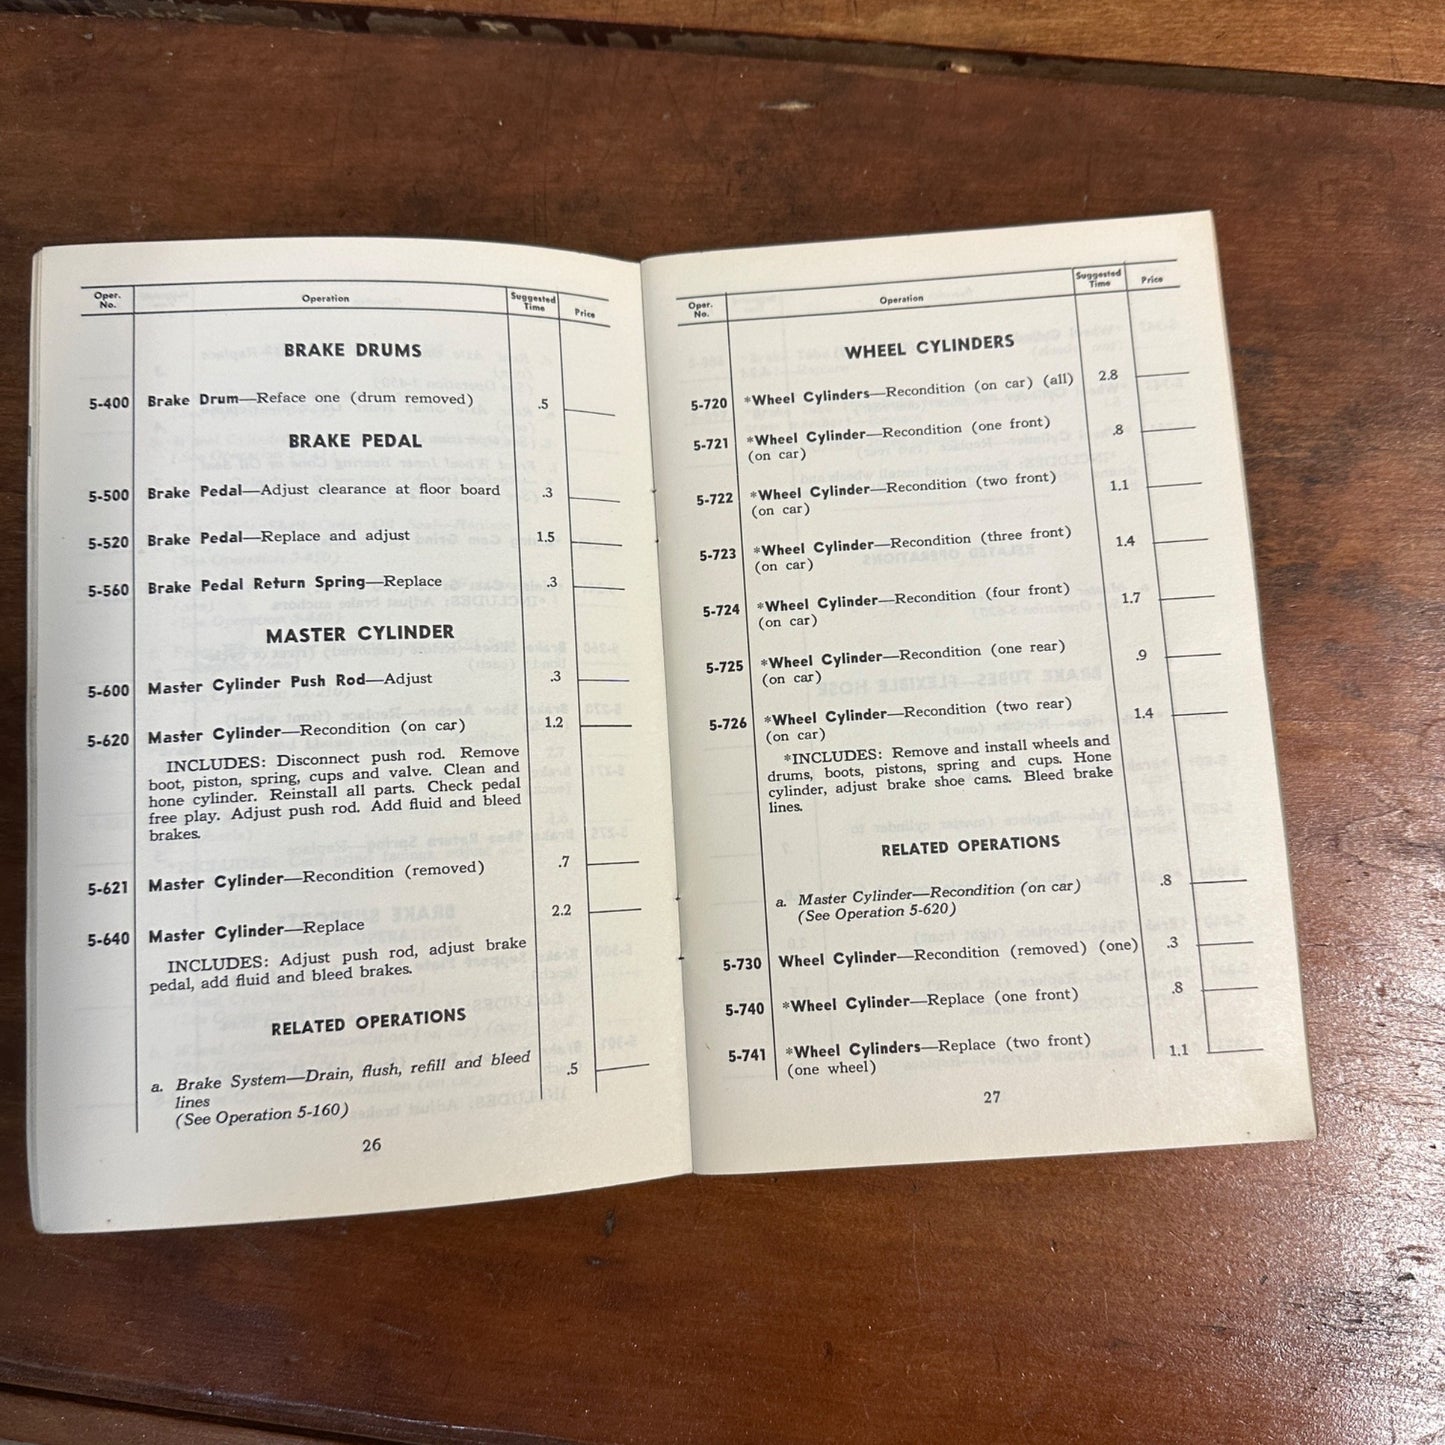 Oper. No.
Operation
Suggested Time
Price
BRAKE DRUMS
5-400 Brake Drum—Reface one (drum removed) .5
BRAKE PEDAL
5-500 Brake Pedal—Adjust clearance at floor board .3
5-520 Brake Pedal—Replace and adjust 1.5
5-560 Brake Pedal Return Spring—Replace .3
MASTER CYLINDER
5-600 Master Cylinder Push Rod—Adjust .3
5-620 Master Cylinder—Recondition (on car) 1.2
INCLUDES: Disconnect push rod. Remove
boot, piston, spring, cups and valve. Clean and
hone cylinder. Reinstall all parts. Check pedal
free play. Adjust push rod. Add fluid and bleed
brakes.
5-621 Master Cylinder—Recondition (removed) .7
5-640 Master Cylinder—Replace 2.2
INCLUDES: Adjust push rod, adjust brake
pedal, add fluid and bleed brakes.
RELATED OPERATIONS
a. Brake System—Drain, flush, refill and bleed .5
lines
(See Operation 5-160)
26
Oper. No.
Operation
Suggested Time
Price
WHEEL CYLINDERS
5-720 *Wheel Cylinders—Recondition (on car) (all) 2.8
5-721 *Wheel Cylinder—Recondition (one front) .8
(on car)
5-722 *Wheel Cylinder—Recondition (two front) 1.1
(on car)
5-723 *Wheel Cylinder—Recondition (three front) 1.4
(on car)
5-724 *Wheel Cylinder—Recondition (four front) 1.7
(on car)
5-725 *Wheel Cylinder—Recondition (one rear) .9
(on car)
5-726 *Wheel Cylinder—Recondition (two rear) 1.4
(on car)
*INCLUDES: Remove and install wheels and
drums, boots, pistons, spring and cups. Hone
cylinder, adjust brake shoe cams. Bleed brake
lines.
RELATED OPERATIONS
a. Master Cylinder—Recondition (on car) .8
(See Operation 5-620)
5-730 Wheel Cylinder—Recondition (removed) (one) .3
5-740 *Wheel Cylinder—Replace (one front) .8
5-741 *Wheel Cylinders—Replace (two front) 1.1
(one wheel)
27